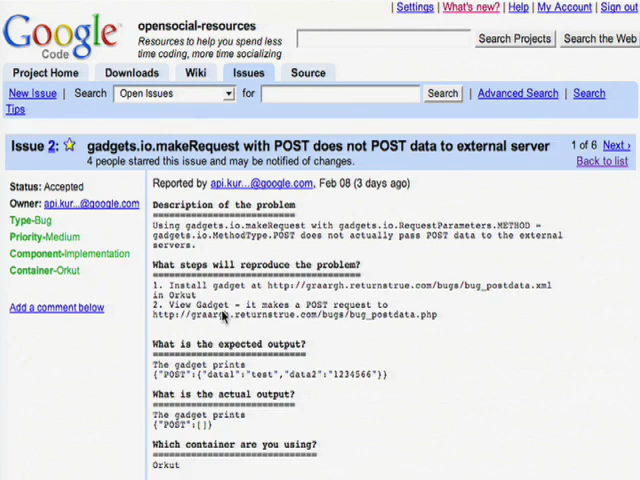 | Settings | What's new? | Help | My Account | Sign out
Google
Code
opensocial-resources
Resources to help you spend less
time coding, more time socializing
Search Projects
Search the Web
Project Home
Downloads
Wiki
Issues
Source
New Issue | Search Open Issues for Search | Advanced Search | Search
Tips
Issue 2: gadgets.io.makeRequest with POST does not POST data to external server
4 people starred this issue and may be notified of changes.
1 of 6 Next ›
Back to list
Status: Accepted
Owner: api.kur...@google.com
Type-Bug
Priority-Medium
Component-Implementation
Container-Orkut
Add a comment below
Reported by api.kur...@google.com, Feb 08 (3 days ago)
Description of the problem
==========================
Using gadgets.io.makeRequest with gadgets.io.RequestParameters.METHOD =
gadgets.io.MethodType.POST does not actually pass POST data to the external
servers.
What steps will reproduce the problem?
======================================
1. Install gadget at http://graargh.returnstrue.com/bugs/bug_postdata.xml
in Orkut
2. View Gadget - it makes a POST request to
http://graargh.returnstrue.com/bugs/bug_postdata.php
What is the expected output?
============================
The gadget prints
{"POST":{"data1":"test","data2":"1234566"}}
What is the actual output?
==========================
The gadget prints
{"POST":[]}
Which container are you using?
==============================
Orkut